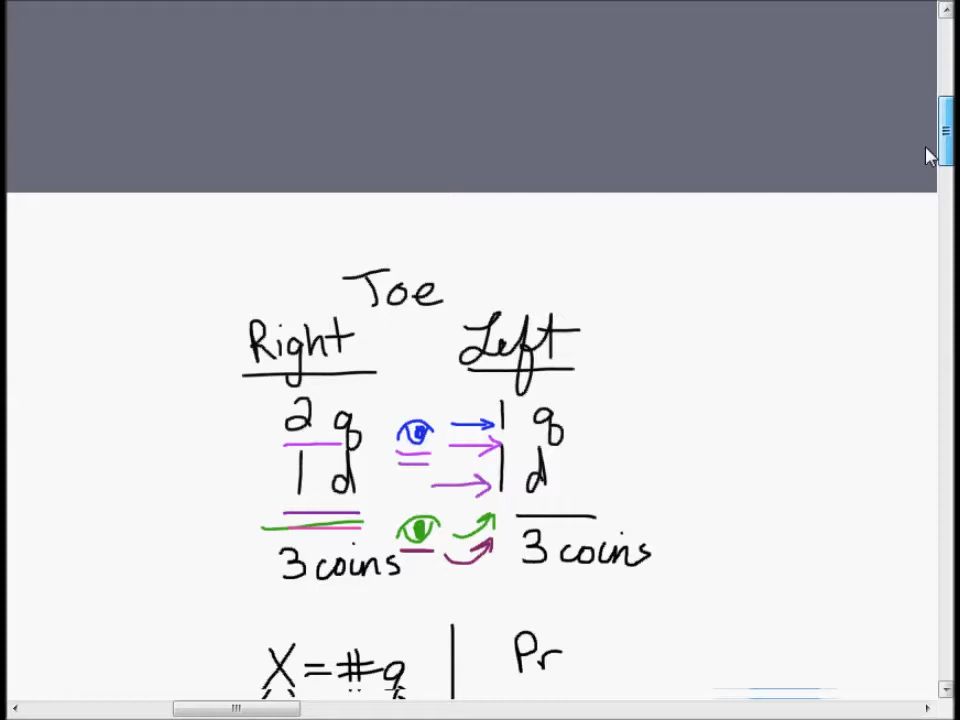 Joe
Right Left
2 q 1 q
1 d 1 d
3 coins 3 coins
X = #q | Pr